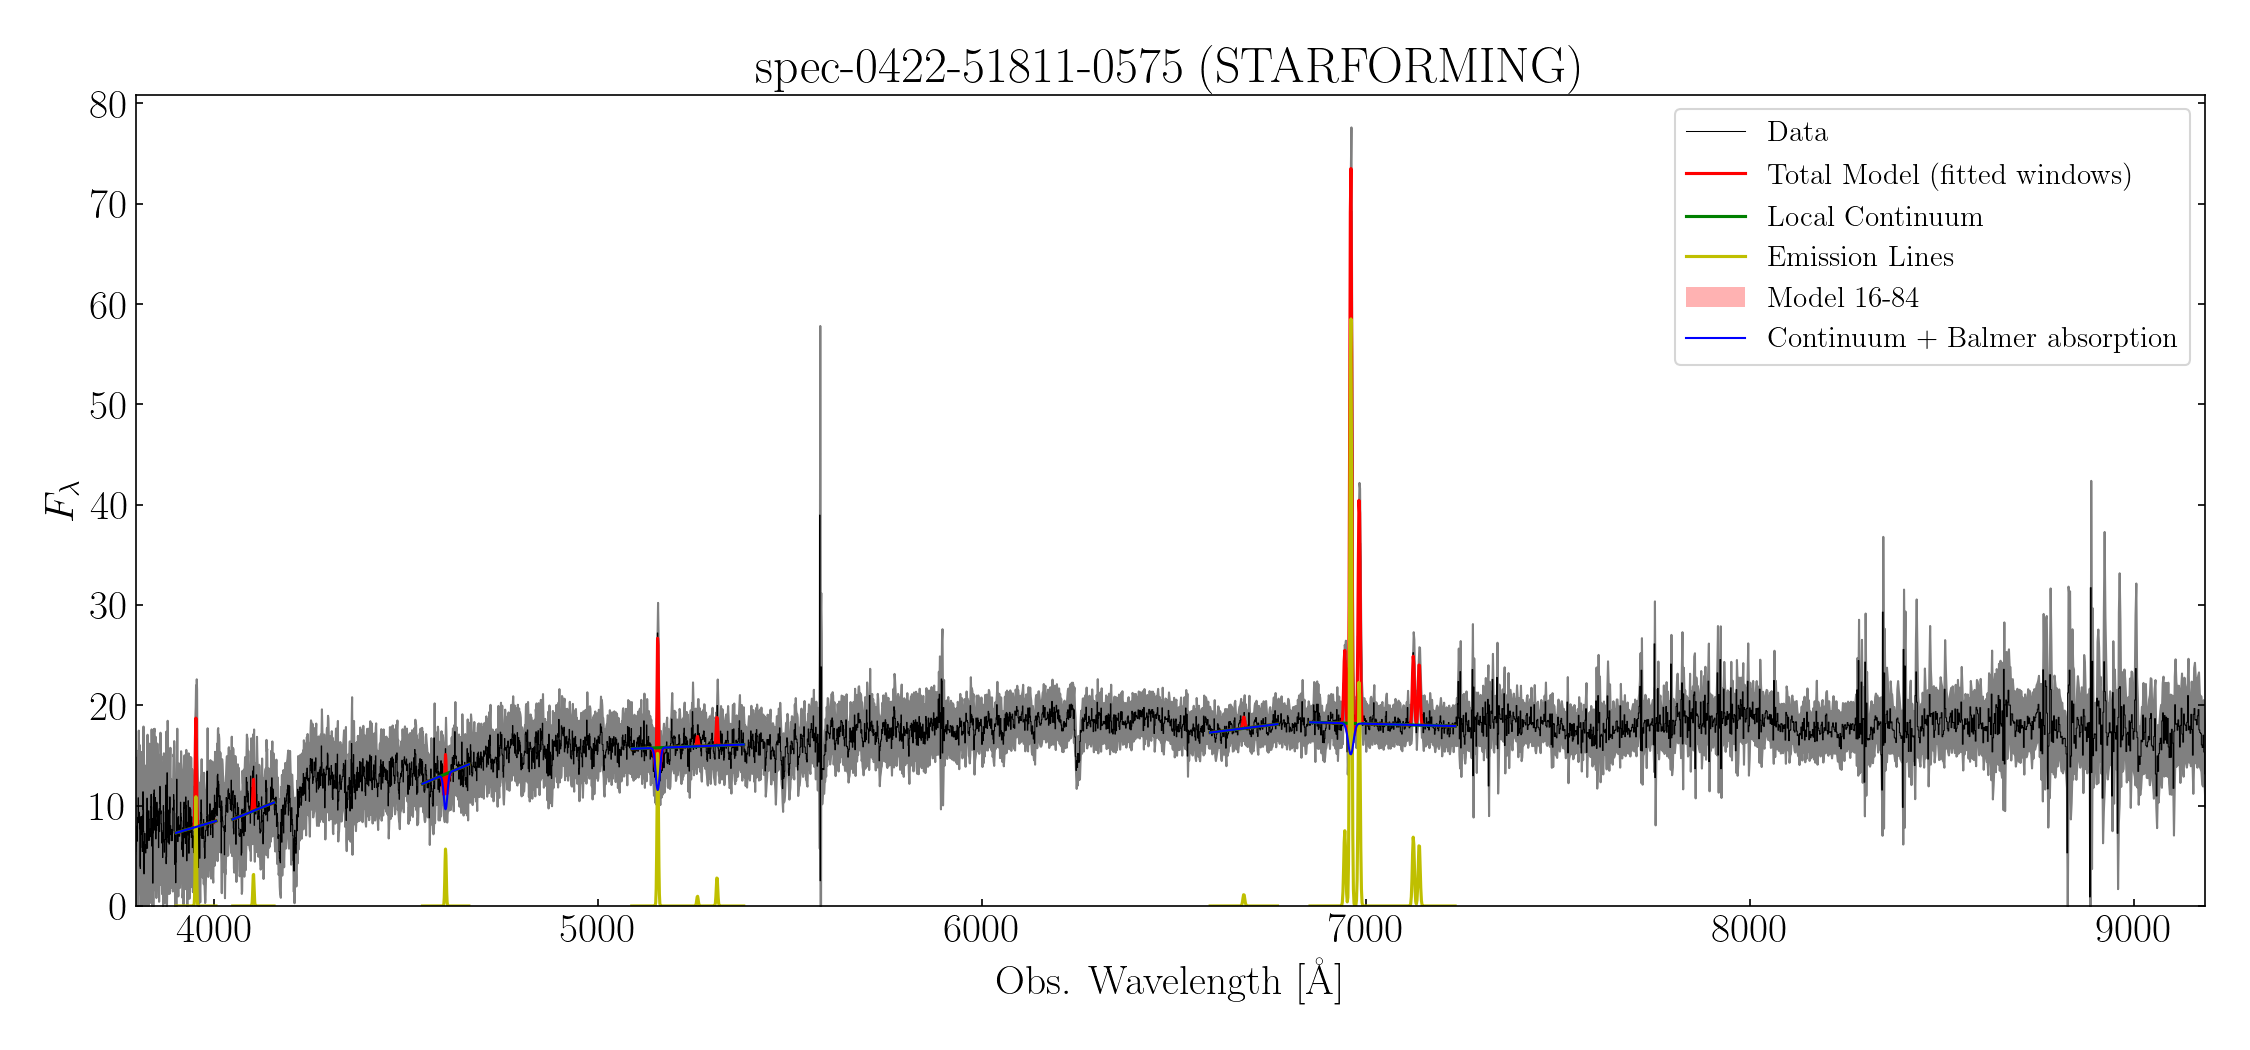 spec-0422-51811-0575 (STARFORMING)
80
70
60
50
40
30
20
10
0
F_λ
4000 5000 6000 7000 8000 9000
Obs. Wavelength [Å]
Data
Total Model (fitted windows)
Local Continuum
Emission Lines
Model 16-84
Continuum + Balmer absorption